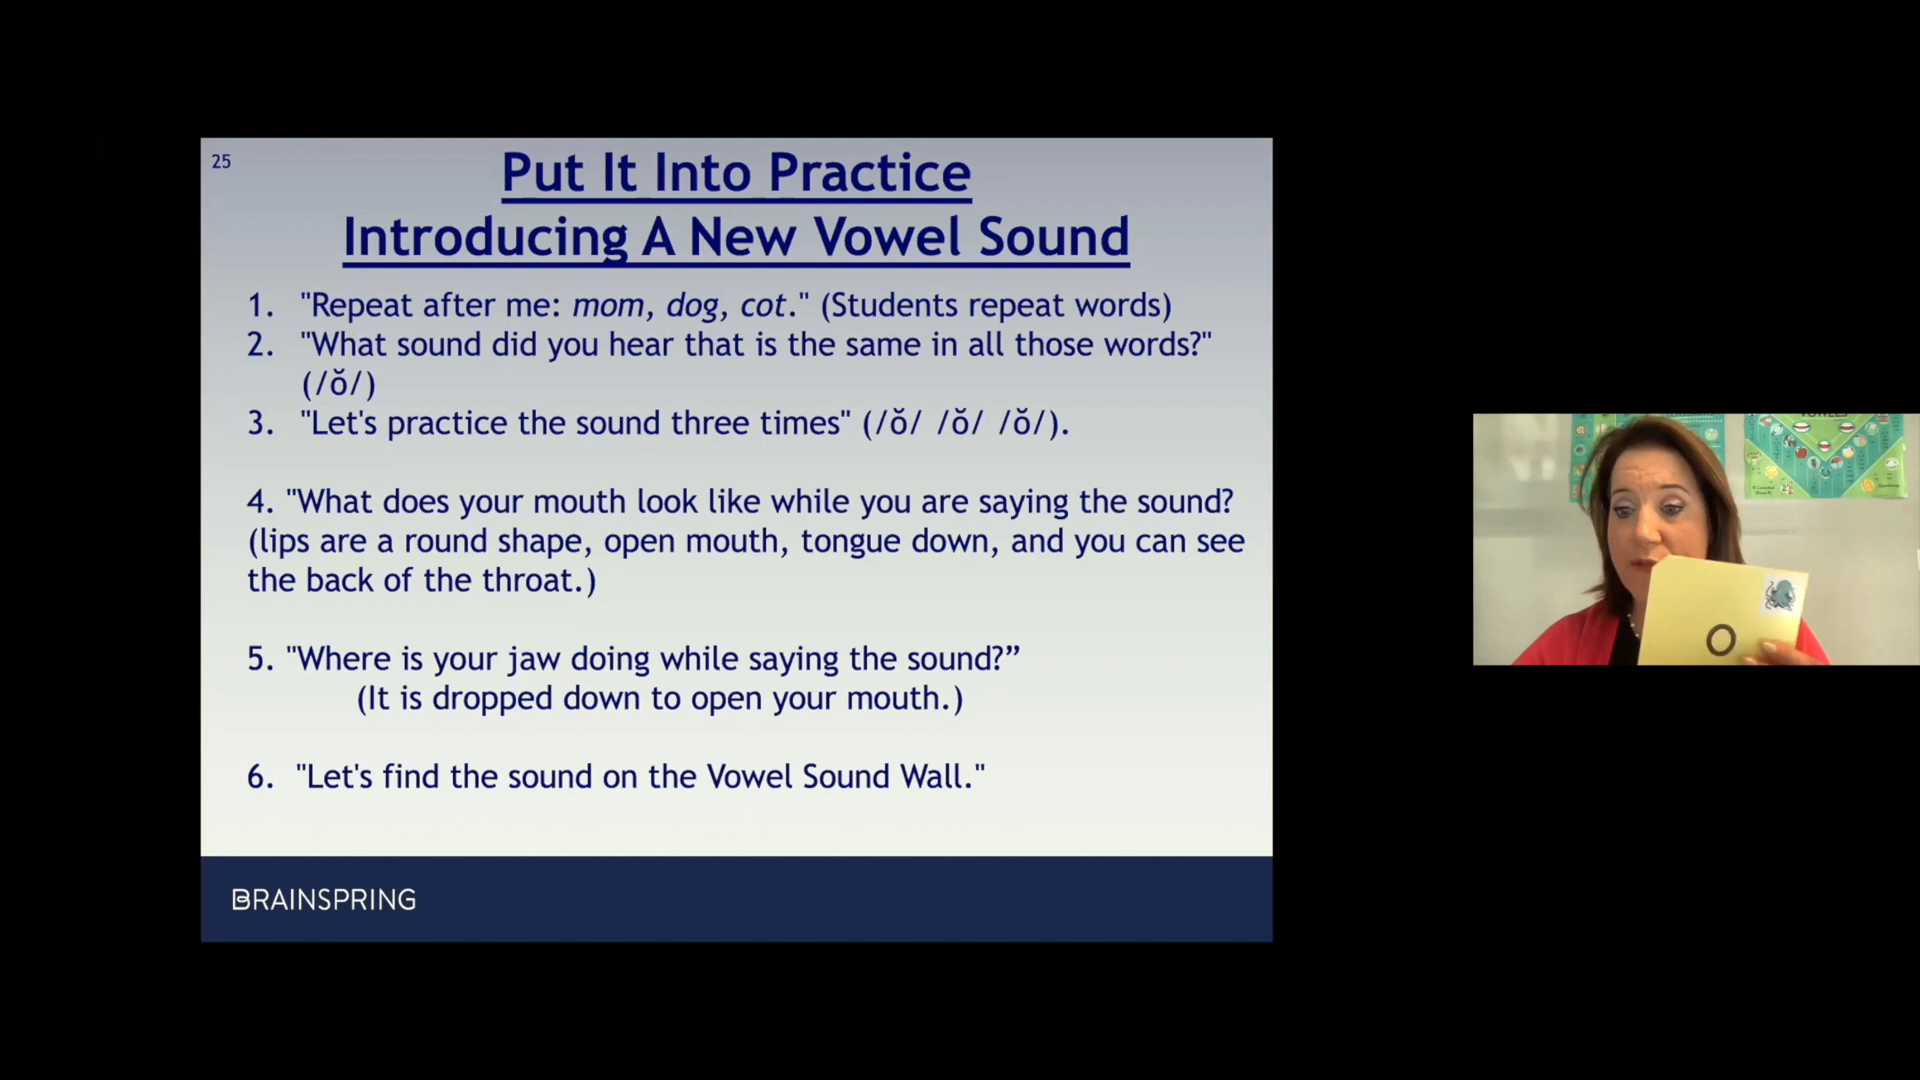 25
Put It Into Practice
Introducing A New Vowel Sound
1. "Repeat after me: mom, dog, cot." (Students repeat words)
2. "What sound did you hear that is the same in all those words?"
(/ŏ/)
3. "Let's practice the sound three times" (/ŏ/ /ŏ/ /ŏ/).
4. "What does your mouth look like while you are saying the sound?
(lips are a round shape, open mouth, tongue down, and you can see
the back of the throat.)
5. "Where is your jaw doing while saying the sound?”
(It is dropped down to open your mouth.)
6. "Let's find the sound on the Vowel Sound Wall."
BRAINSPRING
o